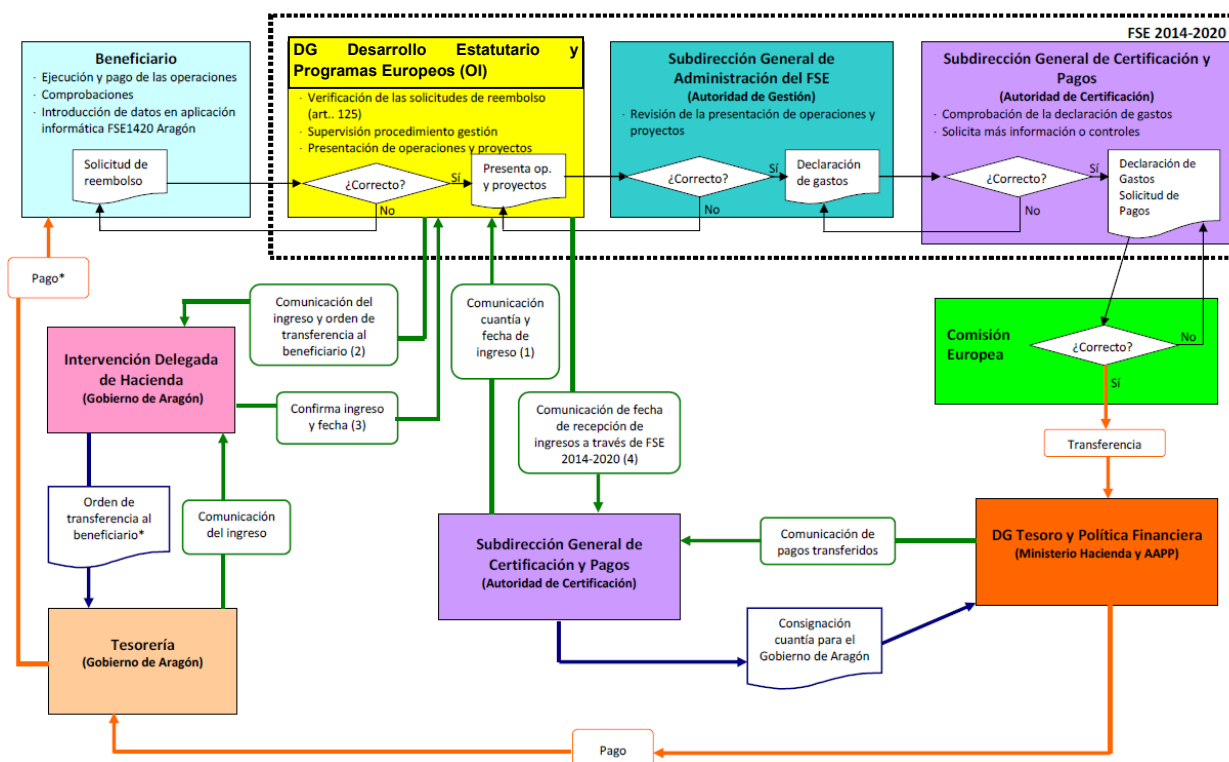 FSE 2014-2020
Beneficiario
· Ejecución y pago de las operaciones
· Comprobaciones
· Introducción de datos en aplicación
informática FSE1420 Aragón
Solicitud de
reembolso
DG Desarrollo Estatutario y
Programas Europeos (OI)
· Verificación de las solicitudes de reembolso
(art.. 125)
· Supervisión procedimiento gestión
· Presentación de operaciones y proyectos
¿Correcto?
Sí
No
Presenta op.
y proyectos
Subdirección General de
Administración del FSE
(Autoridad de Gestión)
· Revisión de la presentación de operaciones y
proyectos
¿Correcto?
Sí
No
Declaración
de gastos
Subdirección General de Certificación y
Pagos
(Autoridad de Certificación)
· Comprobación de la declaración de gastos
· Solicita más información o controles
¿Correcto?
Sí
No
Declaración de
Gastos
Solicitud de
Pagos
Pago*
Comunicación del
ingreso y orden de
transferencia al
beneficiario (2)
Comunicación
cuantía y
fecha de
ingreso (1)
Comisión
Europea
¿Correcto?
No
Sí
Intervención Delegada
de Hacienda
(Gobierno de Aragón)
Confirma ingreso
y fecha (3)
Comunicación de fecha
de recepción de
ingresos a través de FSE
2014-2020 (4)
Transferencia
Orden de
transferencia al
beneficiario*
Comunicación
del ingreso
Subdirección General de
Certificación y Pagos
(Autoridad de Certificación)
Comunicación de
pagos transferidos
DG Tesoro y Política Financiera
(Ministerio Hacienda y AAPP)
Tesorería
(Gobierno de Aragón)
Consignación
cuantía para el
Gobierno de Aragón
Pago